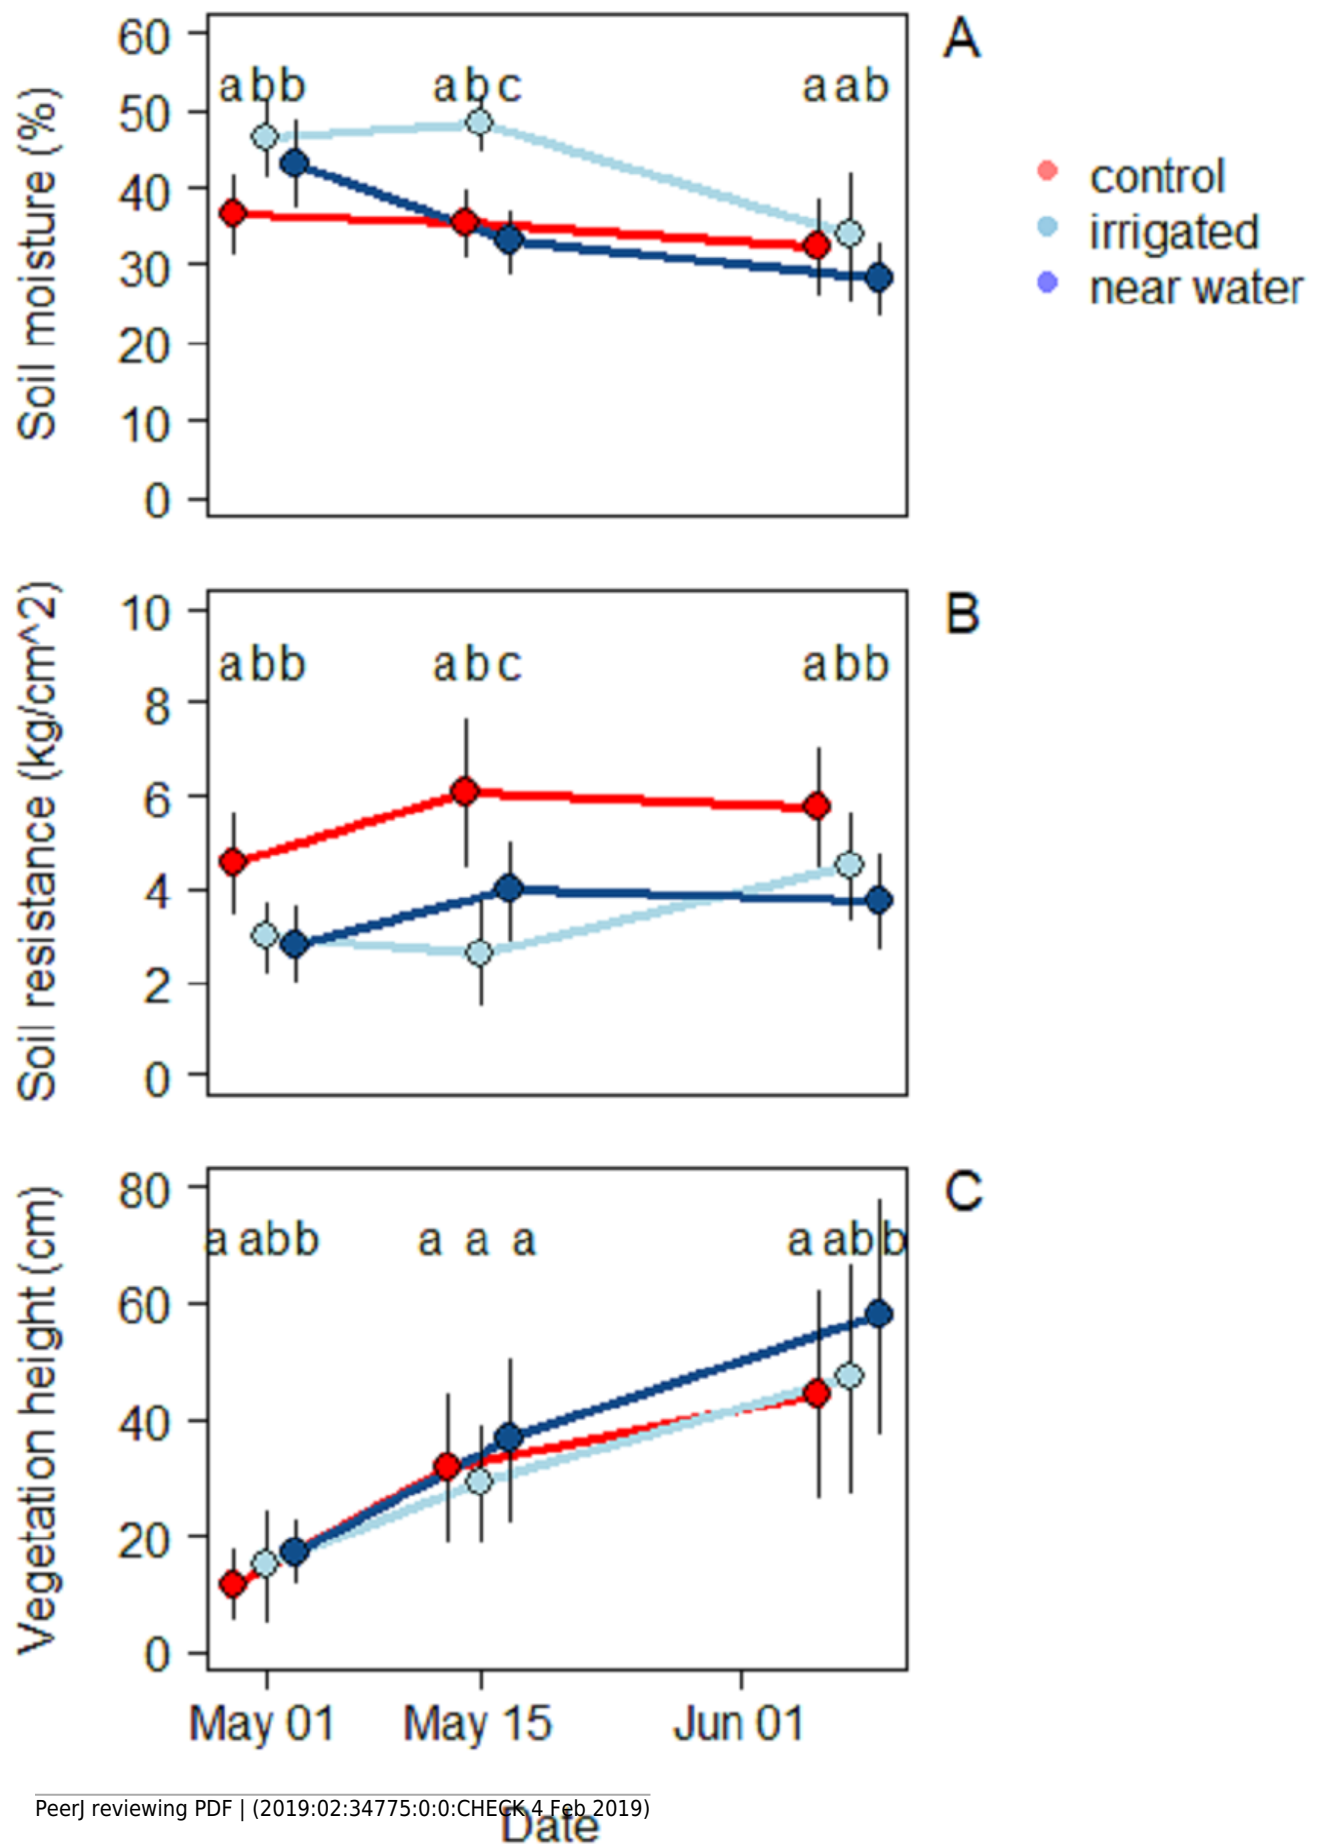 A
60
50
40
30
20
10
0
Soil moisture (%)
a b b
a b c
a a b
control
irrigated
near water
B
10
8
6
4
2
0
Soil resistance (kg/cm^2)
a b b
a b c
a b b
C
80
60
40
20
0
Vegetation height (cm)
a ab b
a a a
a ab b
May 01
May 15
Jun 01
Date
PeerJ reviewing PDF | (2019:02:34775:0:0:CHECK 4 Feb 2019)